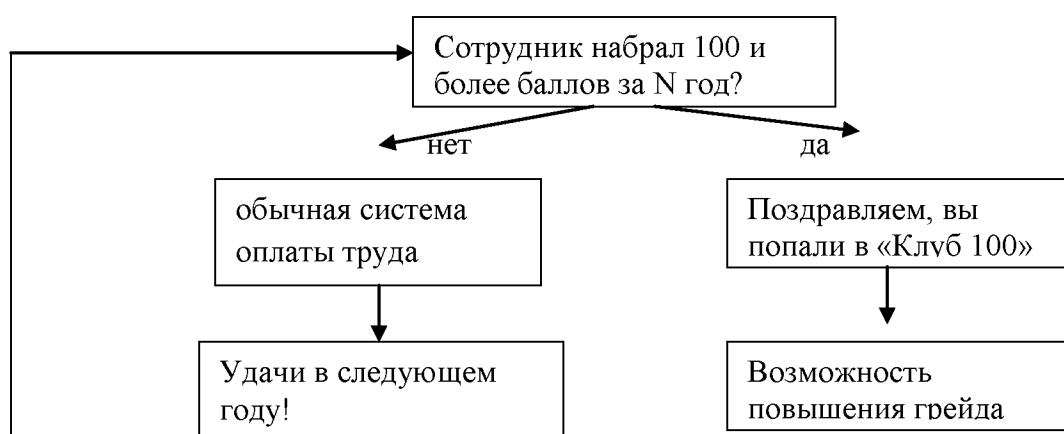 Сотрудник набрал 100 и
более баллов за N год?
нет
да
обычная система
оплаты труда
Поздравляем, вы
попали в «Клуб 100»
Удачи в следующем
году!
Возможность
повышения грейда